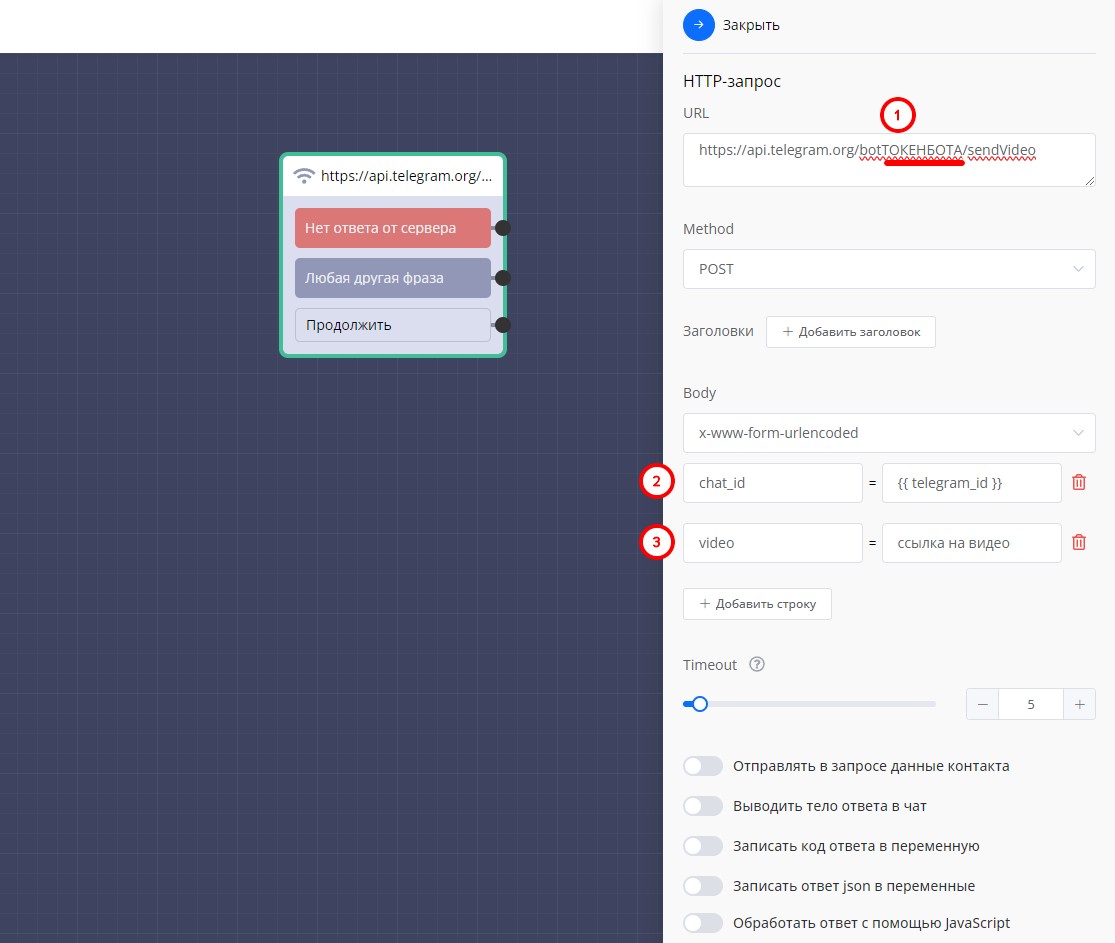 Закрыть
HTTP-запрос
1
URL
https://api.telegram.org/botТОКЕНБОТА/sendVideo
https://api.telegram.org/...
Нет ответа от сервера
Любая другая фраза
Продолжить
Method
POST
Заголовки
+ Добавить заголовок
Body
x-www-form-urlencoded
2
chat_id = {{ telegram_id }}
3
video = ссылка на видео
+ Добавить строку
Timeout ?
− 5 +
Отправлять в запросе данные контакта
Выводить тело ответа в чат
Записать код ответа в переменную
Записать ответ json в переменные
Обработать ответ с помощью JavaScript